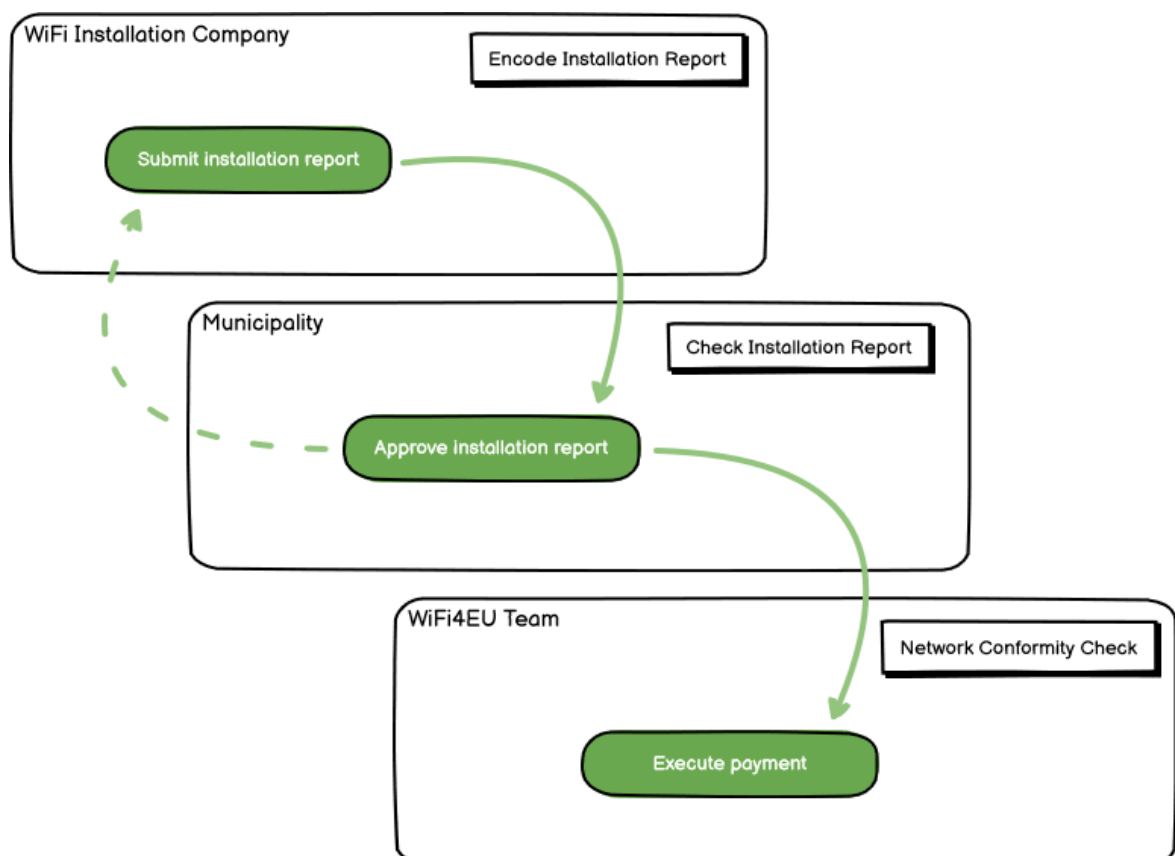 WiFi Installation Company
Encode Installation Report
Submit installation report
Municipality
Check Installation Report
Approve installation report
WiFi4EU Team
Network Conformity Check
Execute payment